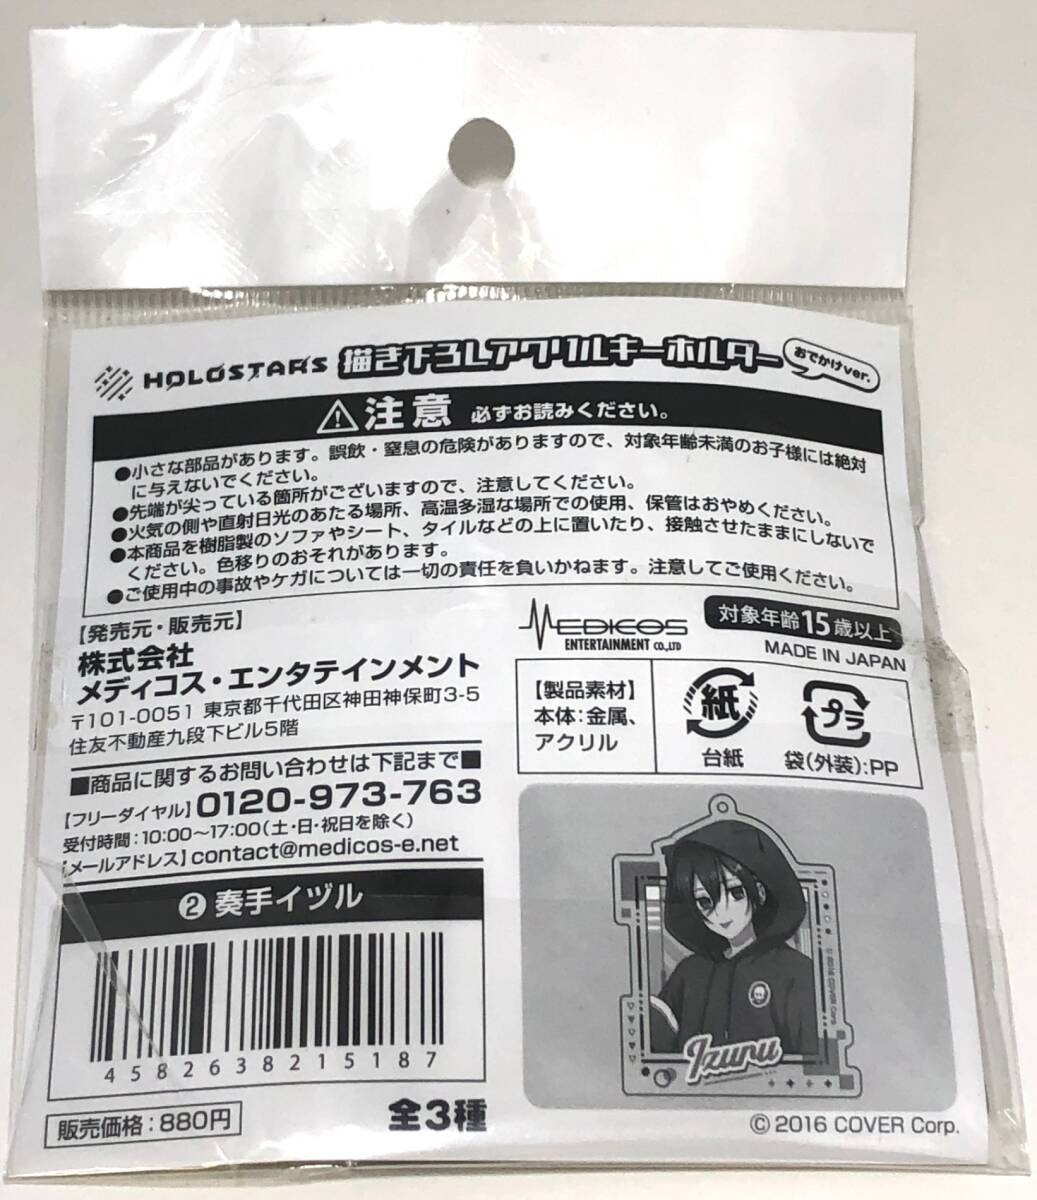 HOLOSTARS 描き下ろしアクリルキーホルダー おでかけver.
注意 必ずお読みください。
●小さな部品があります。誤飲・窒息の危険がありますので、対象年齢未満のお子様には絶対
に与えないでください。
●先端が尖っている箇所がございますので、注意してください。
●火気の側や直射日光のあたる場所、高温多湿な場所での使用、保管はおやめください。
●本商品を樹脂製のソファやシート、タイルなどの上に置いたり、接触させたままにしないで
ください。色移りのおそれがあります。
●ご使用中の事故やケガについては一切の責任を負いかねます。注意してご使用ください。
【発売元・販売元】
株式会社
メディコス・エンタテインメント
〒101-0051 東京都千代田区神田神保町3-5
住友不動産九段下ビル5階
■商品に関するお問い合わせは下記まで■
【フリーダイヤル】0120-973-763
受付時間:10:00〜17:00(土・日・祝日を除く)
【メールアドレス】contact@medicos-e.net
MEDICOS
ENTERTAINMENT CO.,LTD
対象年齢15歳以上
MADE IN JAPAN
【製品素材】
本体:金属、
アクリル
紙
台紙
プラ
袋(外装):PP
❷ 奏手イヅル
4582638215187
販売価格:880円
全3種
© 2016 COVER Corp.
Izuru
© 2016 COVER Corp.